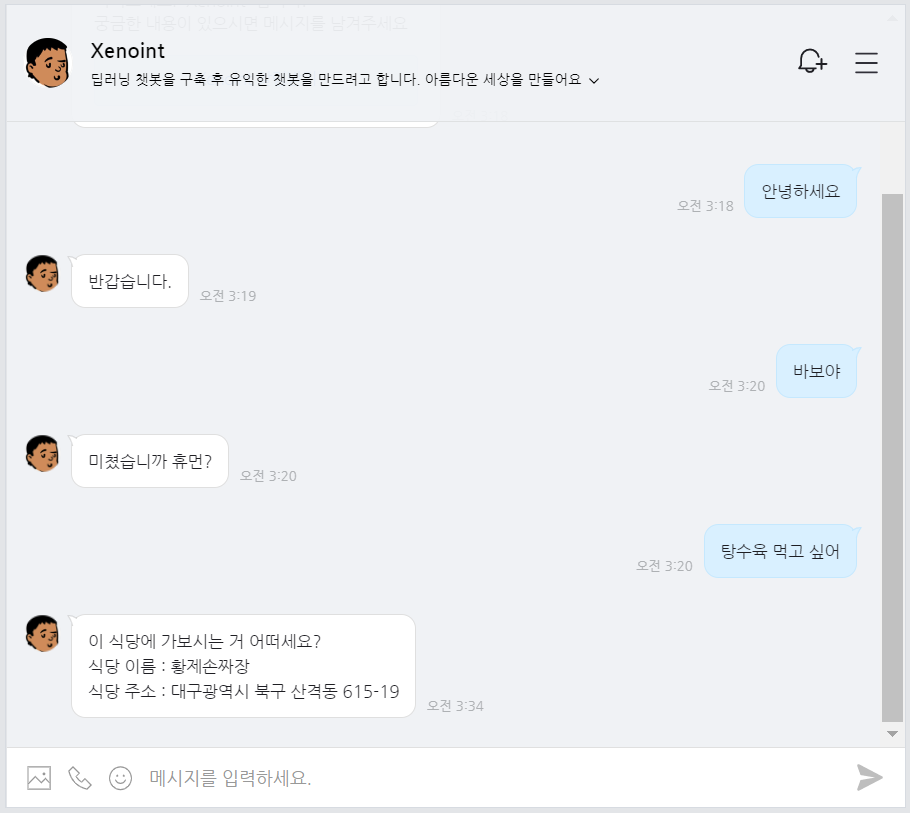 궁금한 내용이 있으시면 메시지를 남겨주세요
Xenoint
딥러닝 챗봇을 구축 후 유익한 챗봇을 만드려고 합니다. 아름다운 세상을 만들어요
안녕하세요
오전 3:18
반갑습니다.
오전 3:19
바보야
오전 3:20
미쳤습니까 휴먼?
오전 3:20
탕수육 먹고 싶어
오전 3:20
이 식당에 가보시는 거 어떠세요?
식당 이름 : 황제손짜장
식당 주소 : 대구광역시 북구 산격동 615-19
오전 3:34
메시지를 입력하세요.